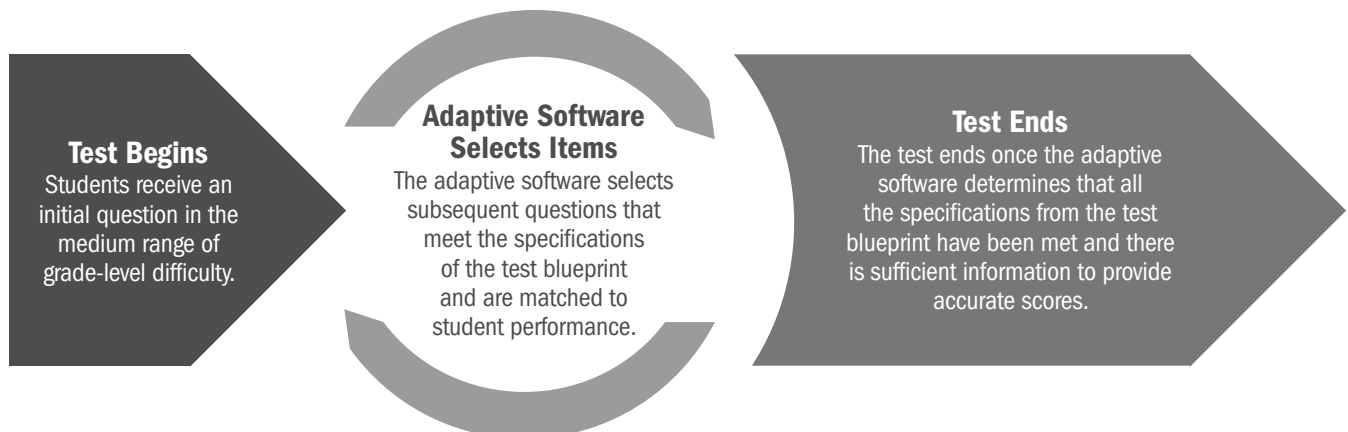 Test Begins
Students receive an
initial question in the
medium range of
grade-level difficulty.
Adaptive Software
Selects Items
The adaptive software selects
subsequent questions that
meet the specifications
of the test blueprint
and are matched to
student performance.
Test Ends
The test ends once the adaptive
software determines that all
the specifications from the test
blueprint have been met and there
is sufficient information to provide
accurate scores.